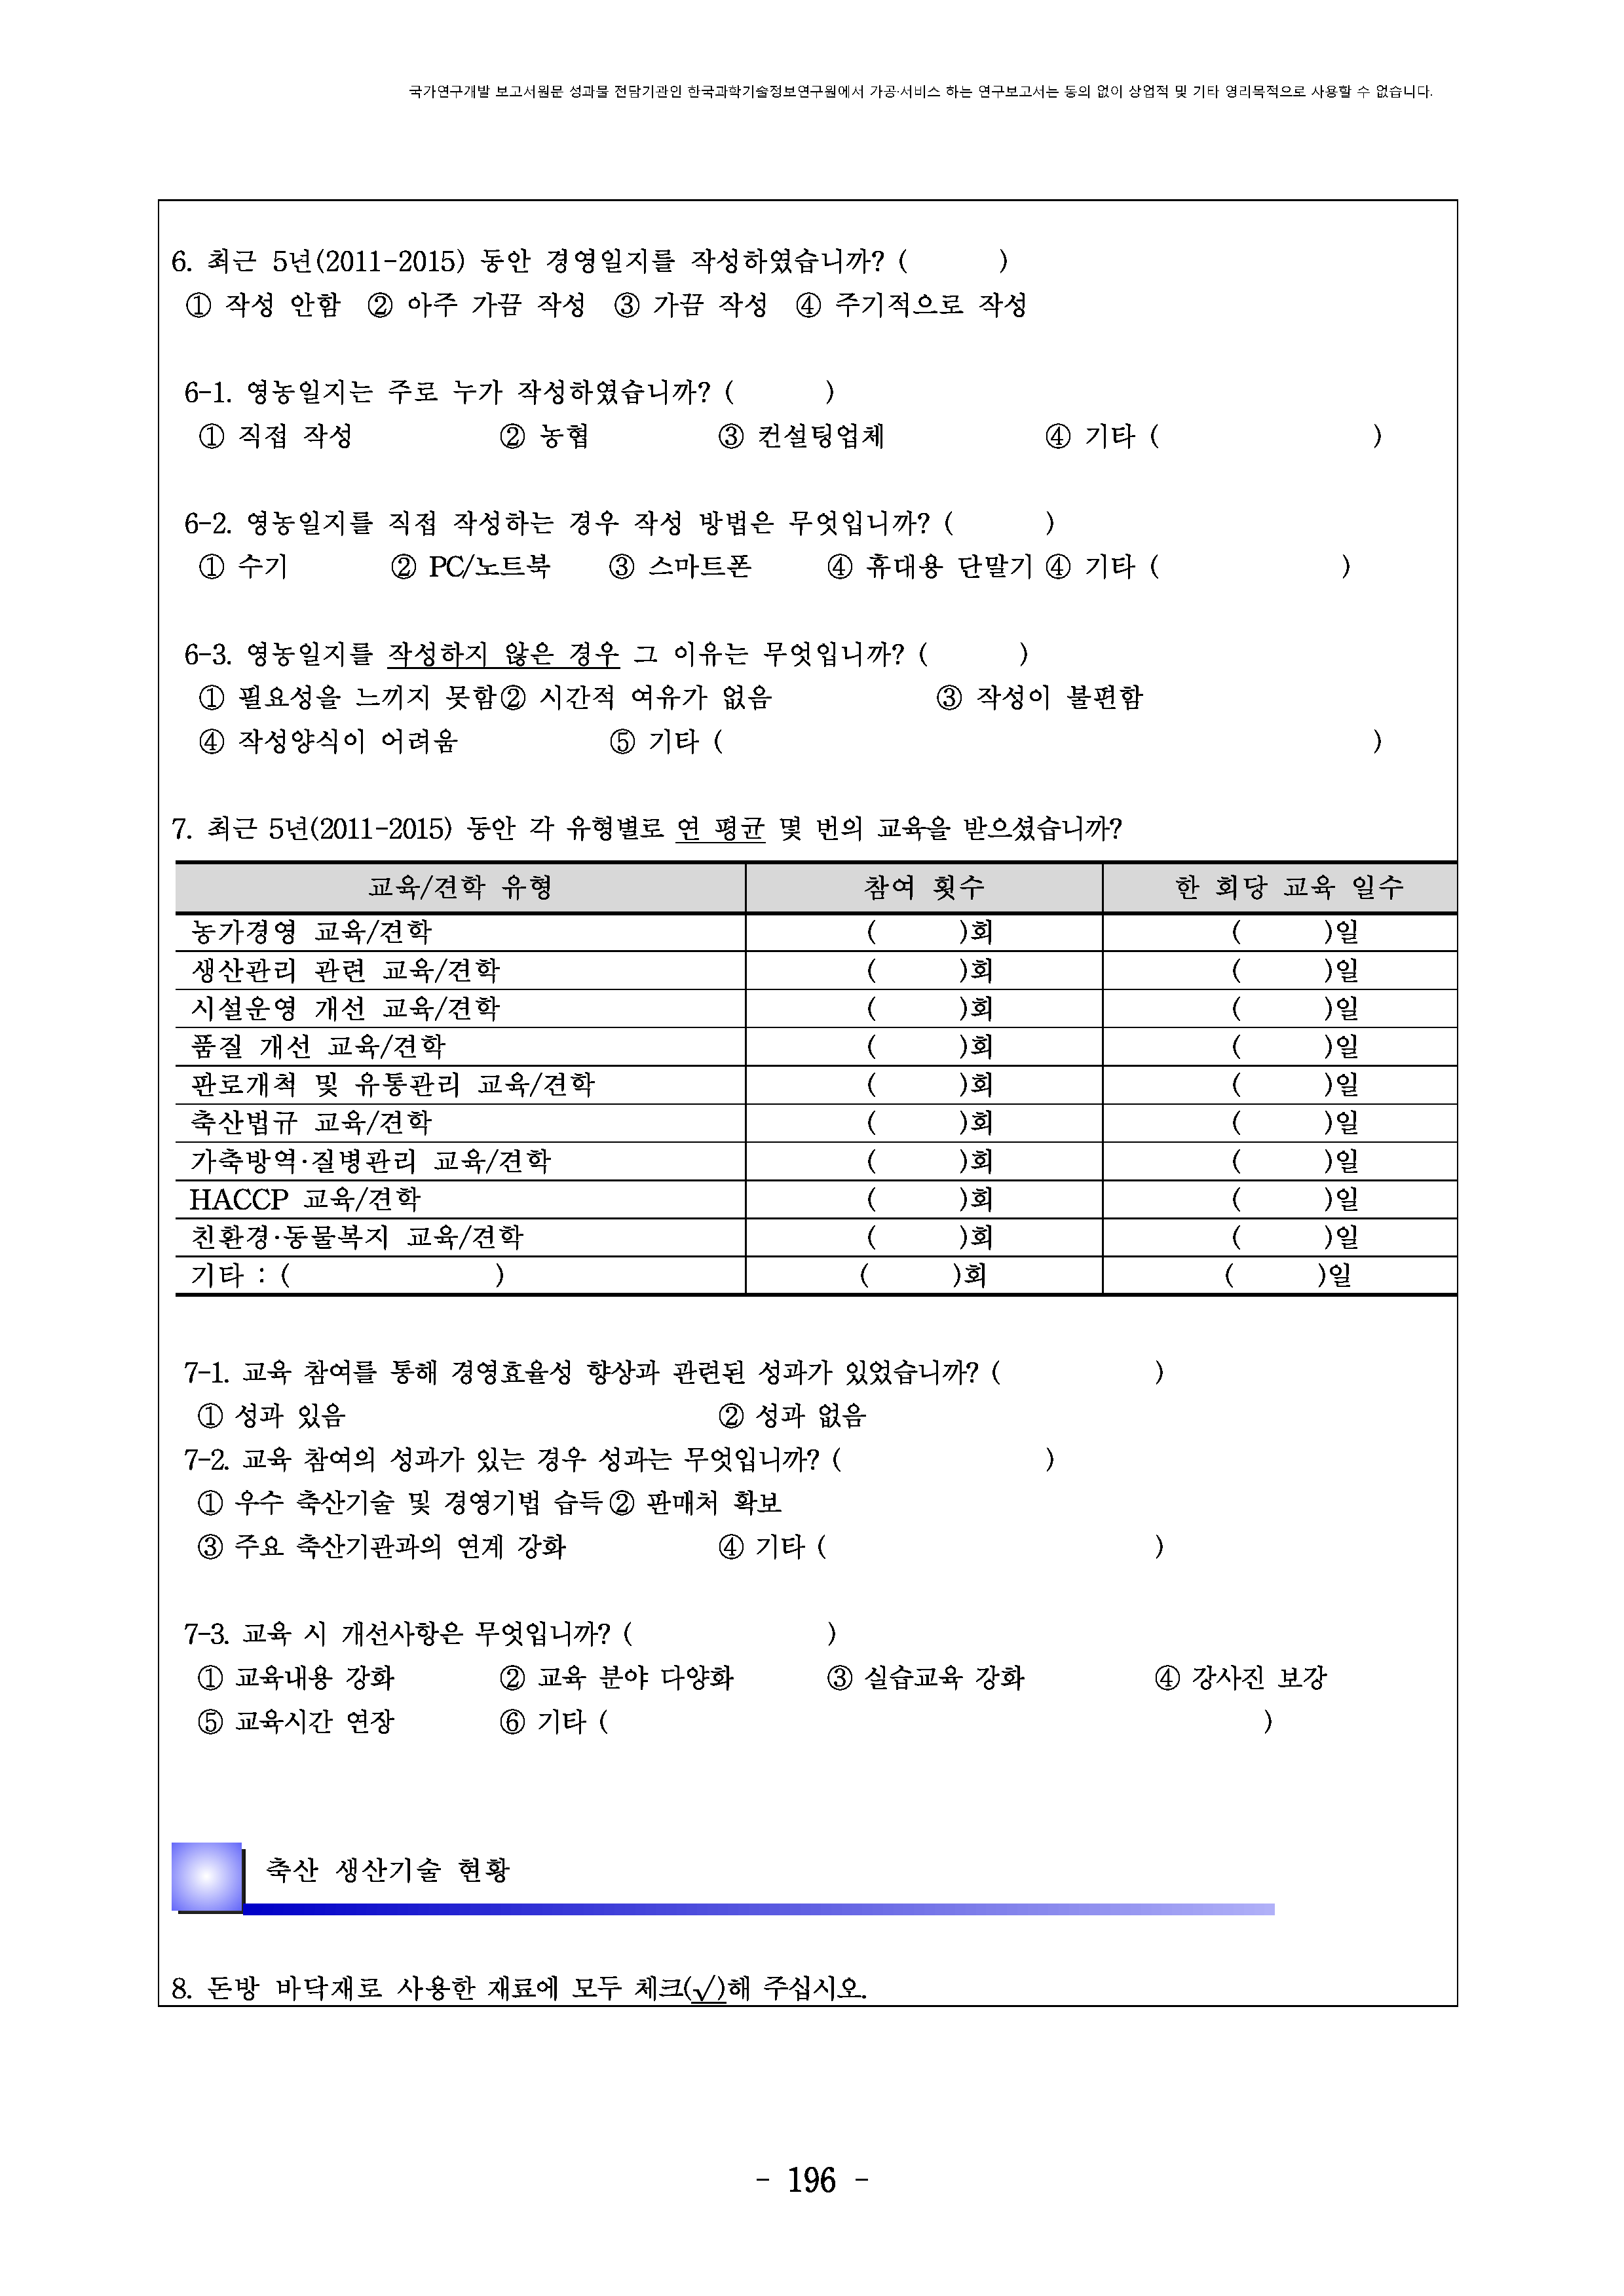 국가연구개발 보고서원문 성과물 전담기관인 한국과학기술정보연구원에서 가공·서비스 하는 연구보고서는 동의 없이 상업적 및 기타 영리목적으로 사용할 수 없습니다.
6. 최근 5년(2011-2015) 동안 경영일지를 작성하였습니까? (      )
① 작성 안함 ② 아주 가끔 작성 ③ 가끔 작성 ④ 주기적으로 작성
6-1. 영농일지는 주로 누가 작성하였습니까? (      )
① 직접 작성 ② 농협 ③ 컨설팅업체 ④ 기타 (      )
6-2. 영농일지를 직접 작성하는 경우 작성 방법은 무엇입니까? (      )
① 수기 ② PC/노트북 ③ 스마트폰 ④ 휴대용 단말기 ④ 기타 (      )
6-3. 영농일지를 작성하지 않은 경우 그 이유는 무엇입니까? (      )
① 필요성을 느끼지 못함② 시간적 여유가 없음 ③ 작성이 불편함
④ 작성양식이 어려움 ⑤ 기타 (      )
7. 최근 5년(2011-2015) 동안 각 유형별로 연 평균 몇 번의 교육을 받으셨습니까?
교육/견학 유형 참여 횟수 한 회당 교육 일수
농가경영 교육/견학 (      )회 (      )일
생산관리 관련 교육/견학 (      )회 (      )일
시설운영 개선 교육/견학 (      )회 (      )일
품질 개선 교육/견학 (      )회 (      )일
판로개척 및 유통관리 교육/견학 (      )회 (      )일
축산법규 교육/견학 (      )회 (      )일
가축방역·질병관리 교육/견학 (      )회 (      )일
HACCP 교육/견학 (      )회 (      )일
친환경·동물복지 교육/견학 (      )회 (      )일
기타 : (      ) (      )회 (      )일
7-1. 교육 참여를 통해 경영효율성 향상과 관련된 성과가 있었습니까? (      )
① 성과 있음 ② 성과 없음
7-2. 교육 참여의 성과가 있는 경우 성과는 무엇입니까? (      )
① 우수 축산기술 및 경영기법 습득② 판매처 확보
③ 주요 축산기관과의 연계 강화 ④ 기타 (      )
7-3. 교육 시 개선사항은 무엇입니까? (      )
① 교육내용 강화 ② 교육 분야 다양화 ③ 실습교육 강화 ④ 강사진 보강
⑤ 교육시간 연장 ⑥ 기타 (      )
축산 생산기술 현황
8. 돈방 바닥재로 사용한 재료에 모두 체크(√)해 주십시오.
- 196 -